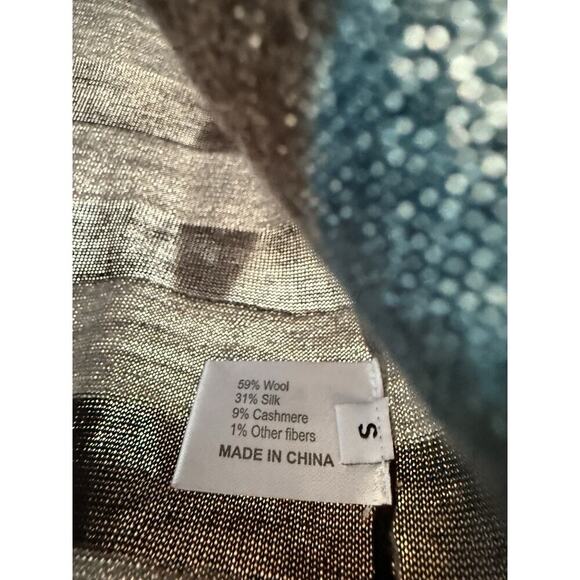 59% Wool
31% Silk
9% Cashmere
1% Other fibers
MADE IN CHINA
S